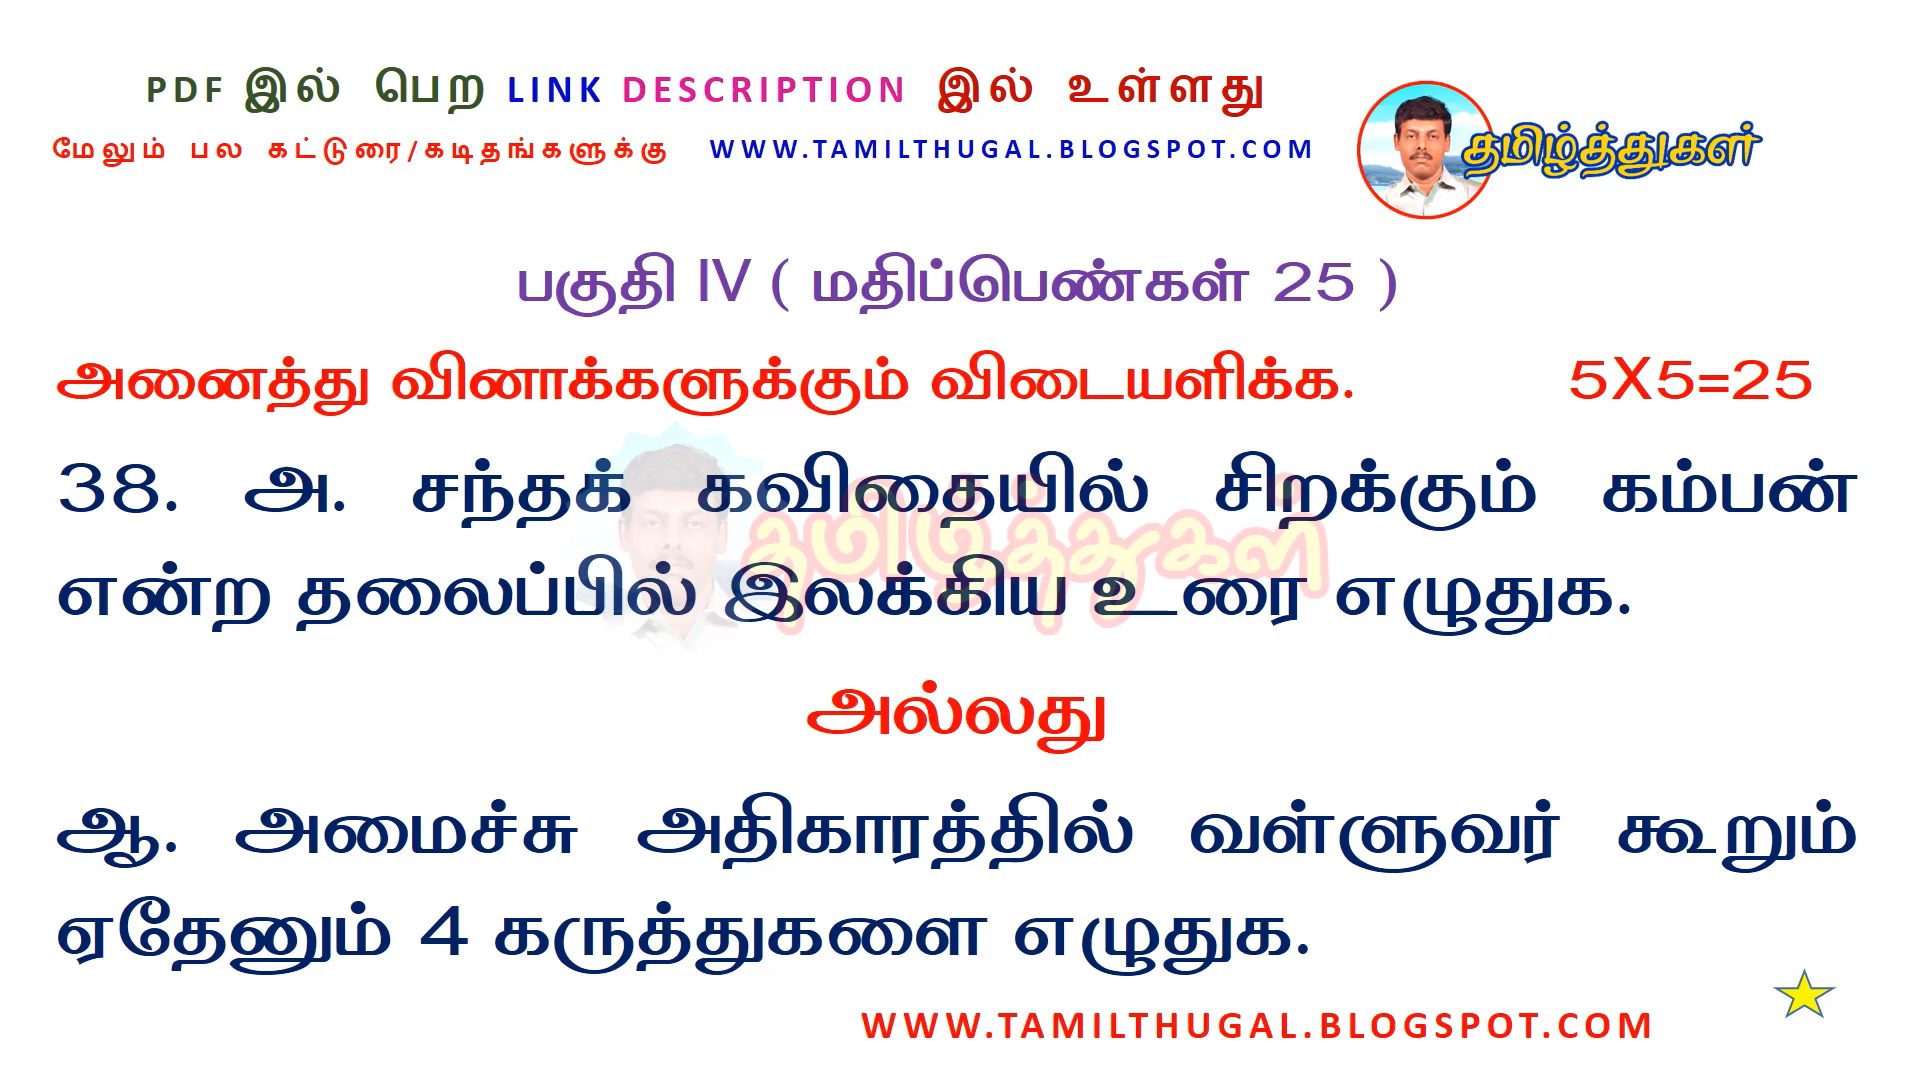 PDF இல் பெற LINK DESCRIPTION இல் உள்ளது
மேலும் பல கட்டுரை/கடிதங்களுக்கு WWW.TAMILTHUGAL.BLOGSPOT.COM
தமிழ்த்துகள்
பகுதி IV ( மதிப்பெண்கள் 25 )
அனைத்து வினாக்களுக்கும் விடையளிக்க. 5X5=25
38. அ. சந்தக் கவிதையில் சிறக்கும் கம்பன்
தமிழ்த்துகள்
என்ற தலைப்பில் இலக்கிய உரை எழுதுக.
அல்லது
ஆ. அமைச்சு அதிகாரத்தில் வள்ளுவர் கூறும்
ஏதேனும் 4 கருத்துகளை எழுதுக.
WWW.TAMILTHUGAL.BLOGSPOT.COM